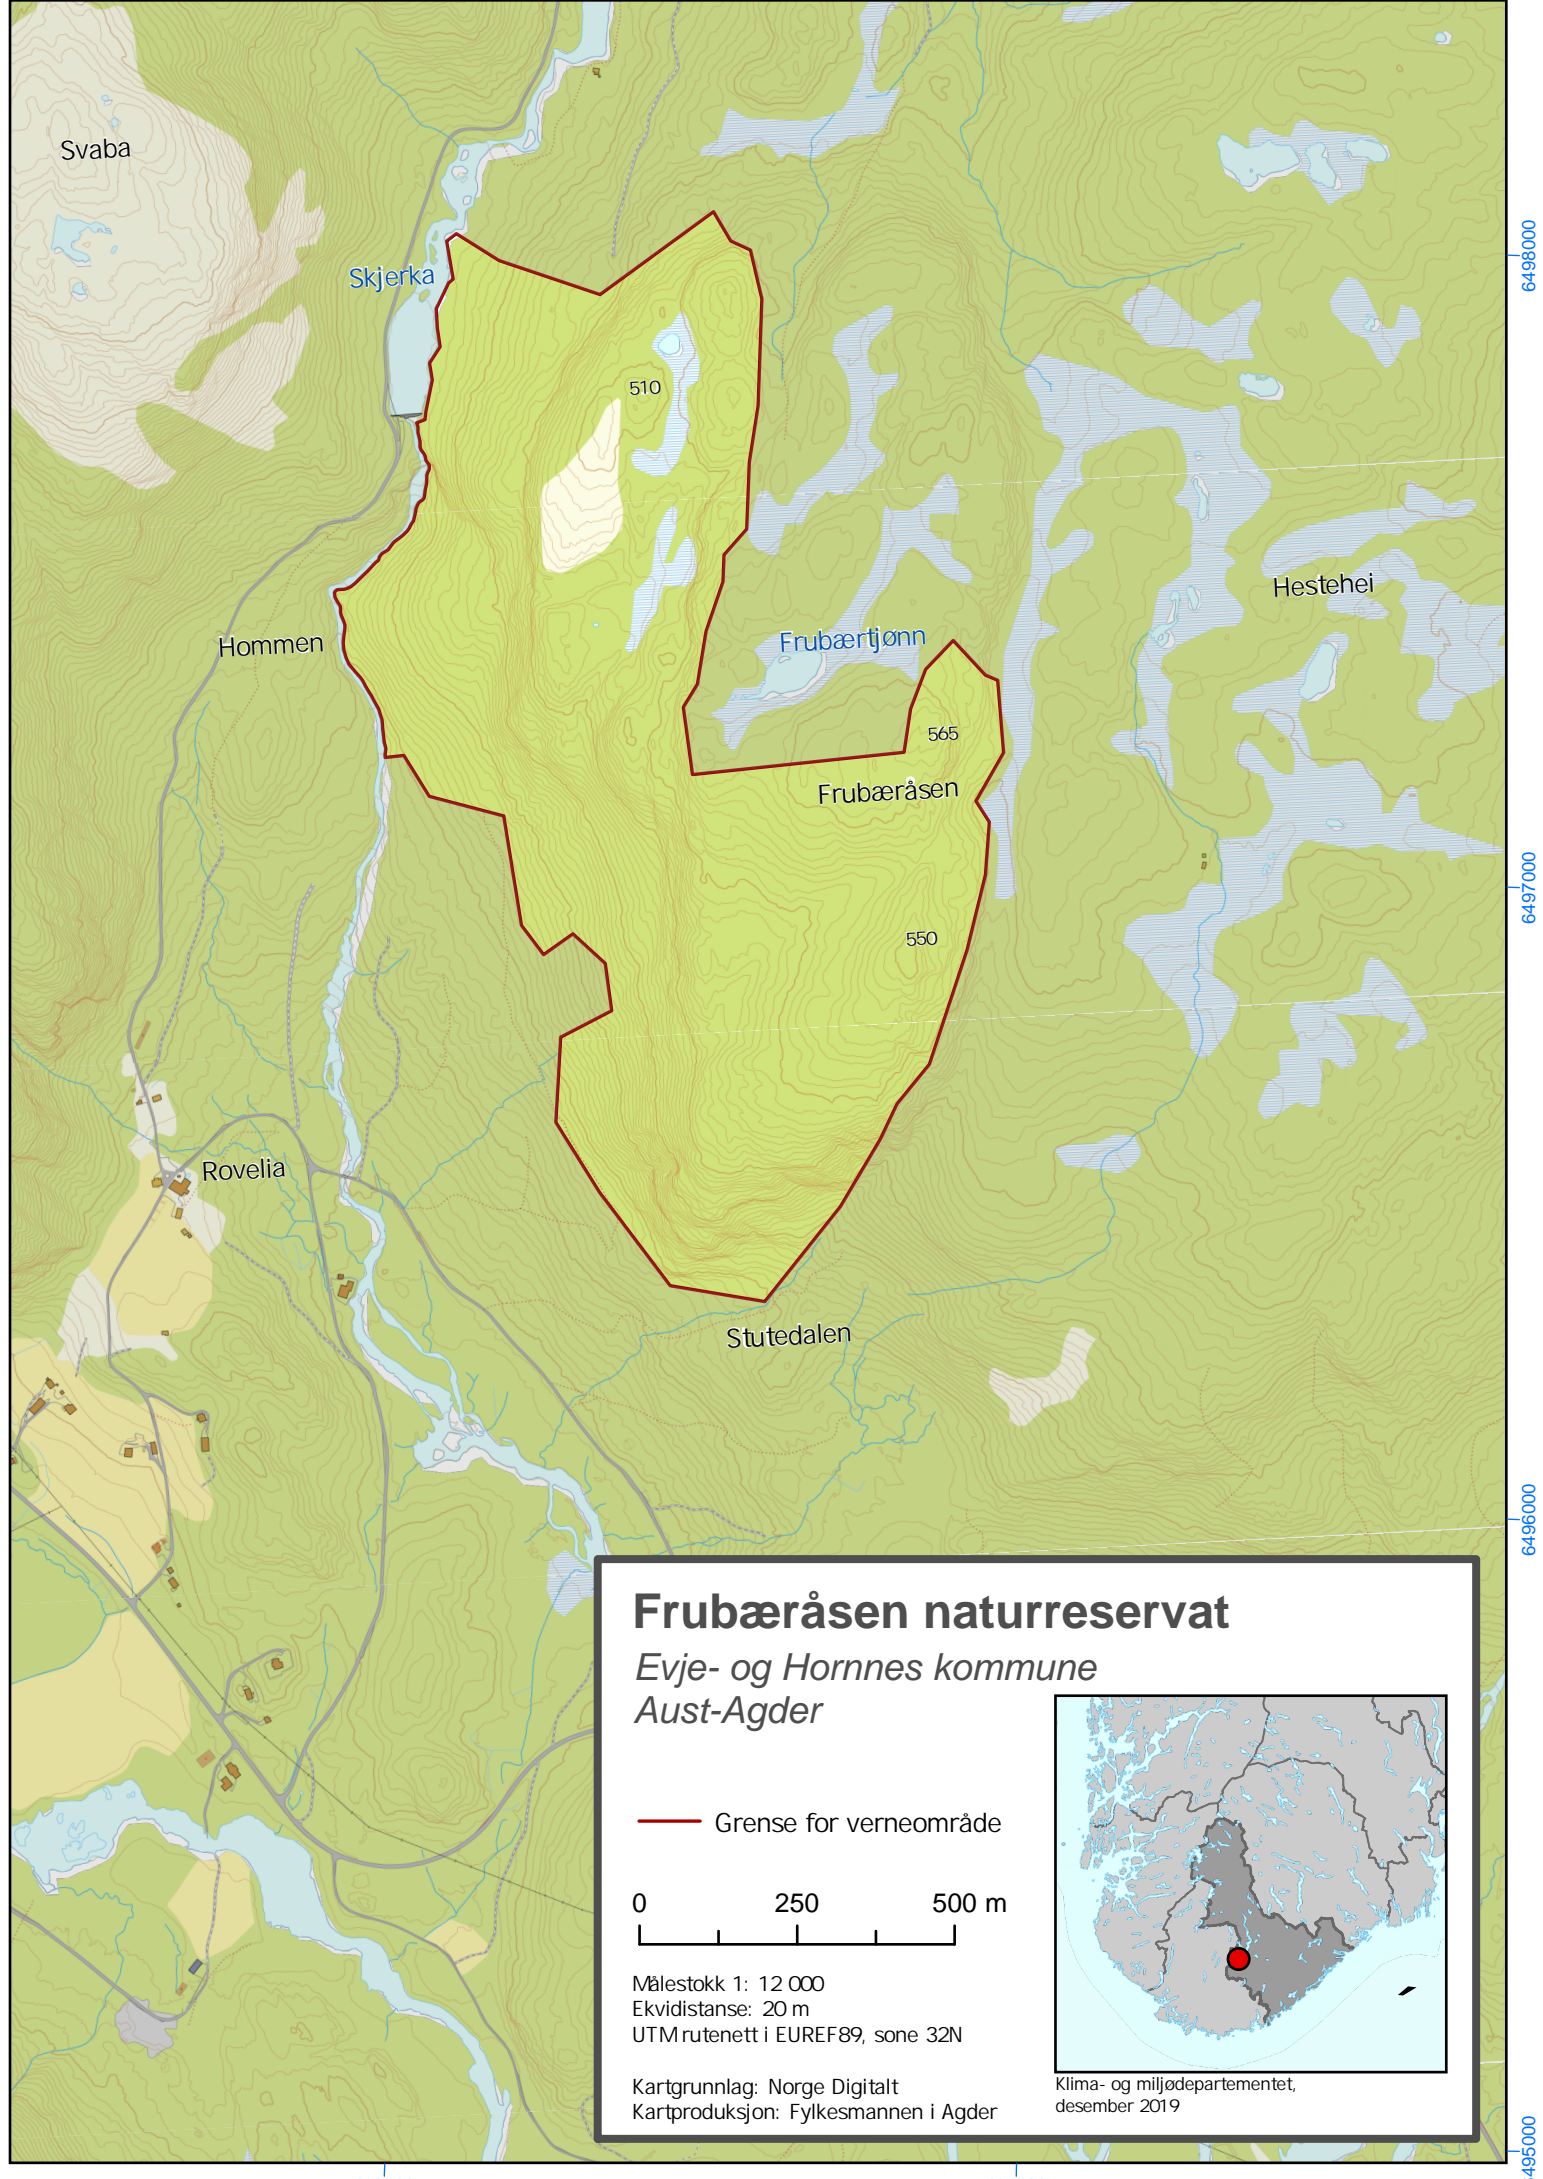 Svaba
6498000
Skjerka
510
Hestehei
Hommen
Frubærtjønn
565
Frubæråsen
6497000
550
Rovelia
Stutedalen
6496000
Frubæråsen naturreservat
Evje- og Hornnes kommune
Aust-Agder
Grense for verneområde
0 250 500 m
Målestokk 1: 12 000
Ekvidistanse: 20 m
UTM rutenett i EUREF89, sone 32N
Kartgrunnlag: Norge Digitalt
Kartproduksjon: Fylkesmannen i Agder
Klima- og miljødepartementet,
desember 2019
495000